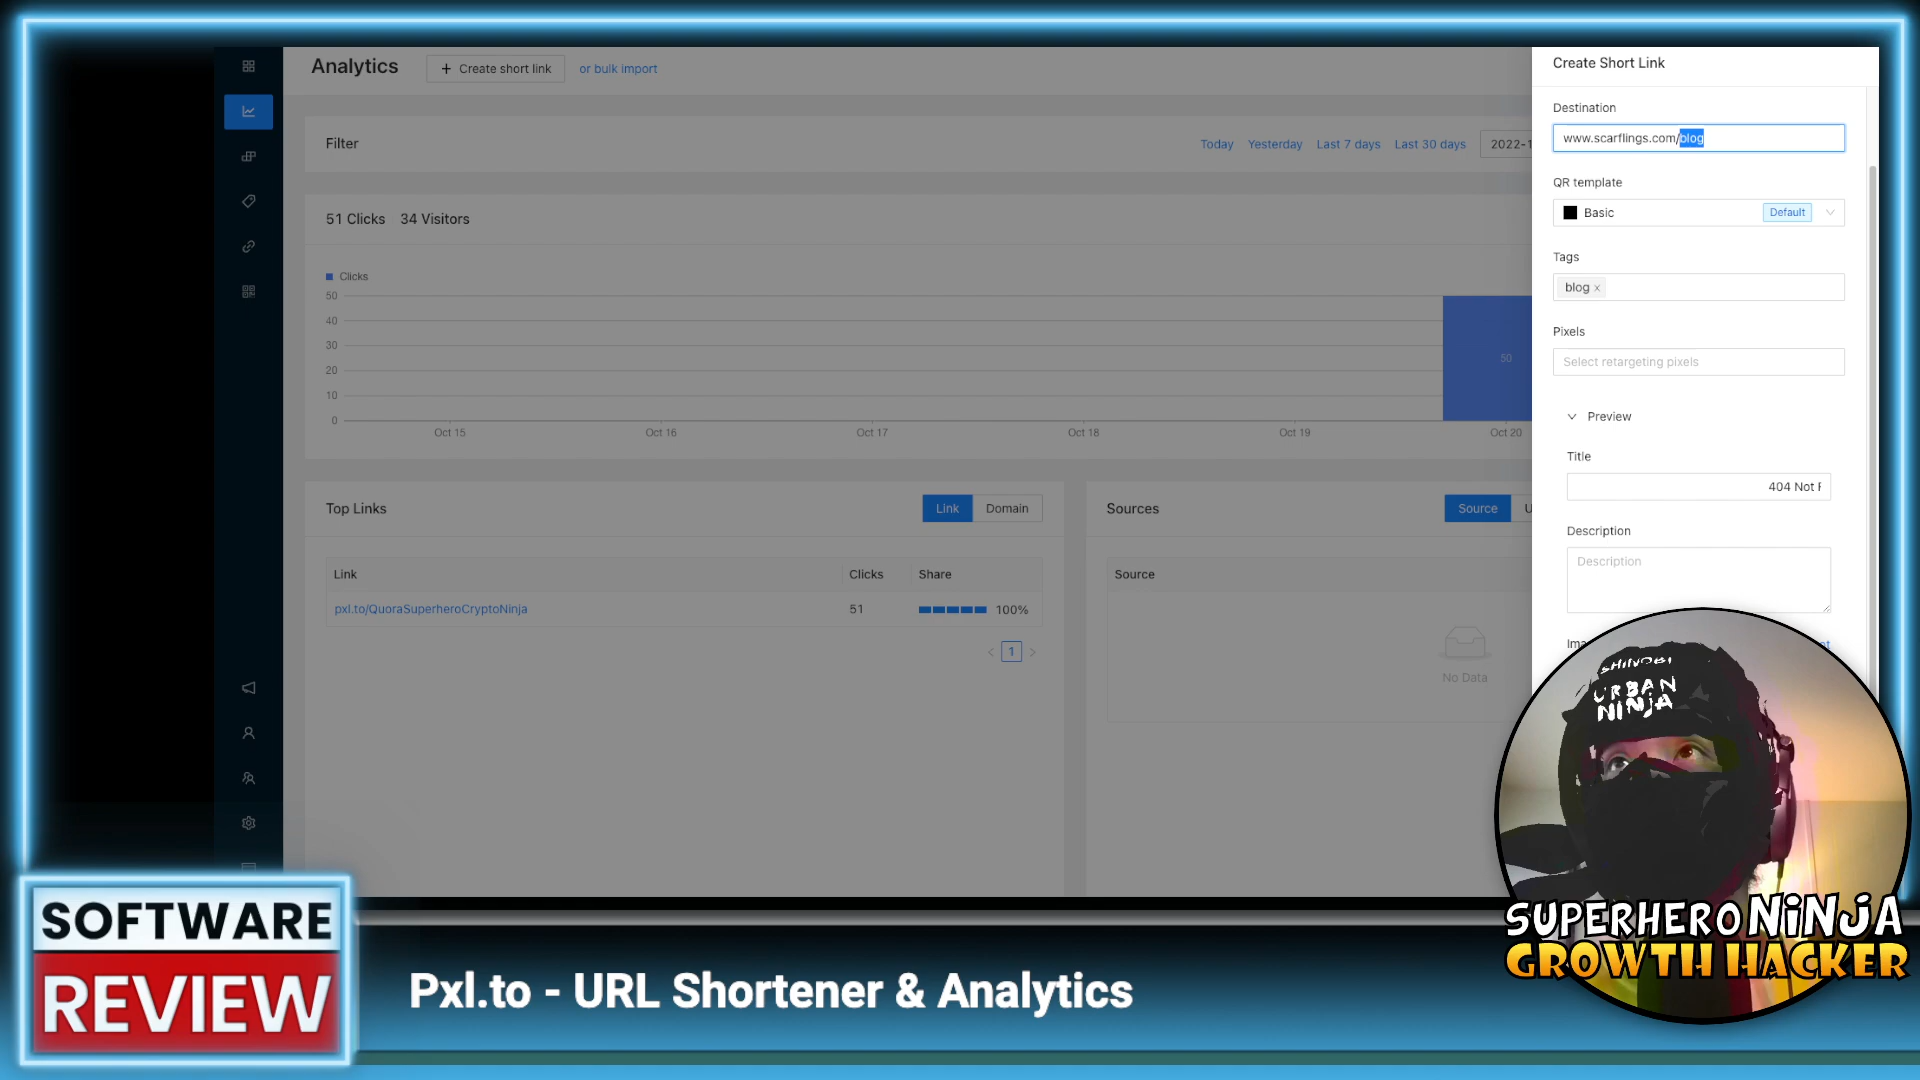 Analytics
+ Create short link
or bulk import
Filter
Today
Yesterday
Last 7 days
Last 30 days
2022-1
51 Clicks
34 Visitors
Clicks
50
40
30
20
10
0
50
Oct 15
Oct 16
Oct 17
Oct 18
Oct 19
Oct 20
Top Links
Link
Domain
Link
Clicks
Share
pxl.to/QuoraSuperheroCryptoNinja
51
100%
1
Sources
Source
U
Source
No Data
Create Short Link
Destination
www.scarflings.com/blog
QR template
Basic
Default
Tags
blog x
Pixels
Select retargeting pixels
Preview
Title
404 Not F
Description
Description
SHINOBI
URBAN
NINJA
SUPERHERO NiNJA
GROWTH HACKER
SOFTWARE
REVIEW
Pxl.to - URL Shortener & Analytics